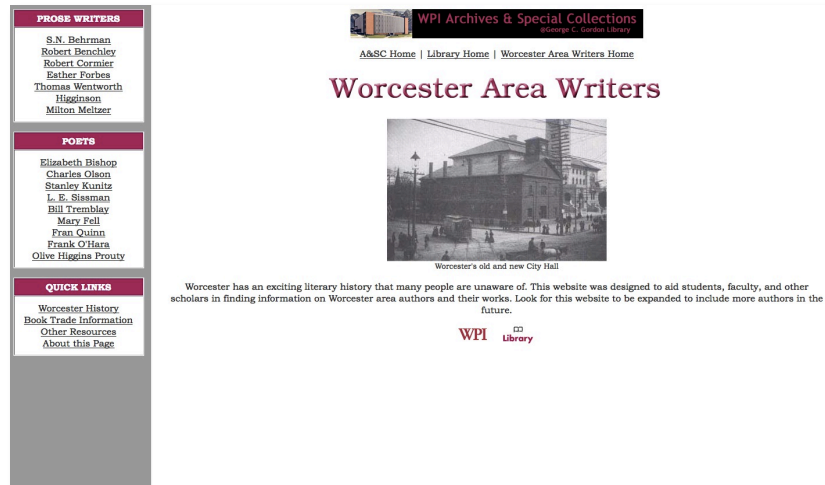 PROSE WRITERS
S.N. Behrman
Robert Benchley
Robert Cormier
Esther Forbes
Thomas Wentworth
Higginson
Milton Meltzer
POETS
Elizabeth Bishop
Charles Olson
Stanley Kunitz
L. E. Sissman
Bill Tremblay
Mary Fell
Fran Quinn
Frank O'Hara
Olive Higgins Prouty
QUICK LINKS
Worcester History
Book Trade Information
Other Resources
About this Page
WPI Archives & Special Collections
@George C. Gordon Library
A&SC Home | Library Home | Worcester Area Writers Home
Worcester Area Writers
Worcester's old and new City Hall
Worcester has an exciting literary history that many people are unaware of. This website was designed to aid students, faculty, and other
scholars in finding information on Worcester area authors and their works. Look for this website to be expanded to include more authors in the
future.
WPI Library